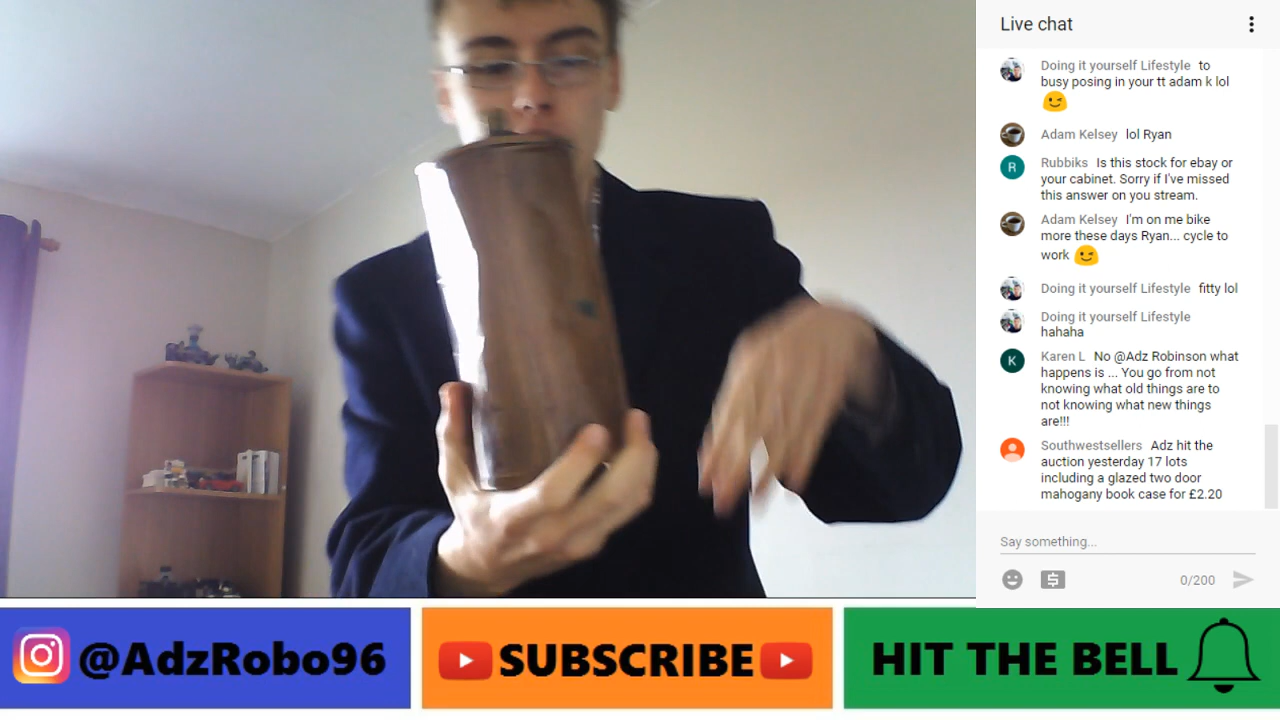 Live chat
Doing it yourself Lifestyle to
busy posing in your tt adam k lol
Adam Kelsey lol Ryan
R
Rubbiks Is this stock for ebay or
your cabinet. Sorry if I've missed
this answer on you stream.
Adam Kelsey I'm on me bike
more these days Ryan... cycle to
work
Doing it yourself Lifestyle fitty lol
Doing it yourself Lifestyle
hahaha
K
Karen L No @Adz Robinson what
happens is ... You go from not
knowing what old things are to
not knowing what new things
are!!!
Southwestsellers Adz hit the
auction yesterday 17 lots
including a glazed two door
mahogany book case for £2.20
Say something...
0/200
@AdzRobo96
SUBSCRIBE
HIT THE BELL